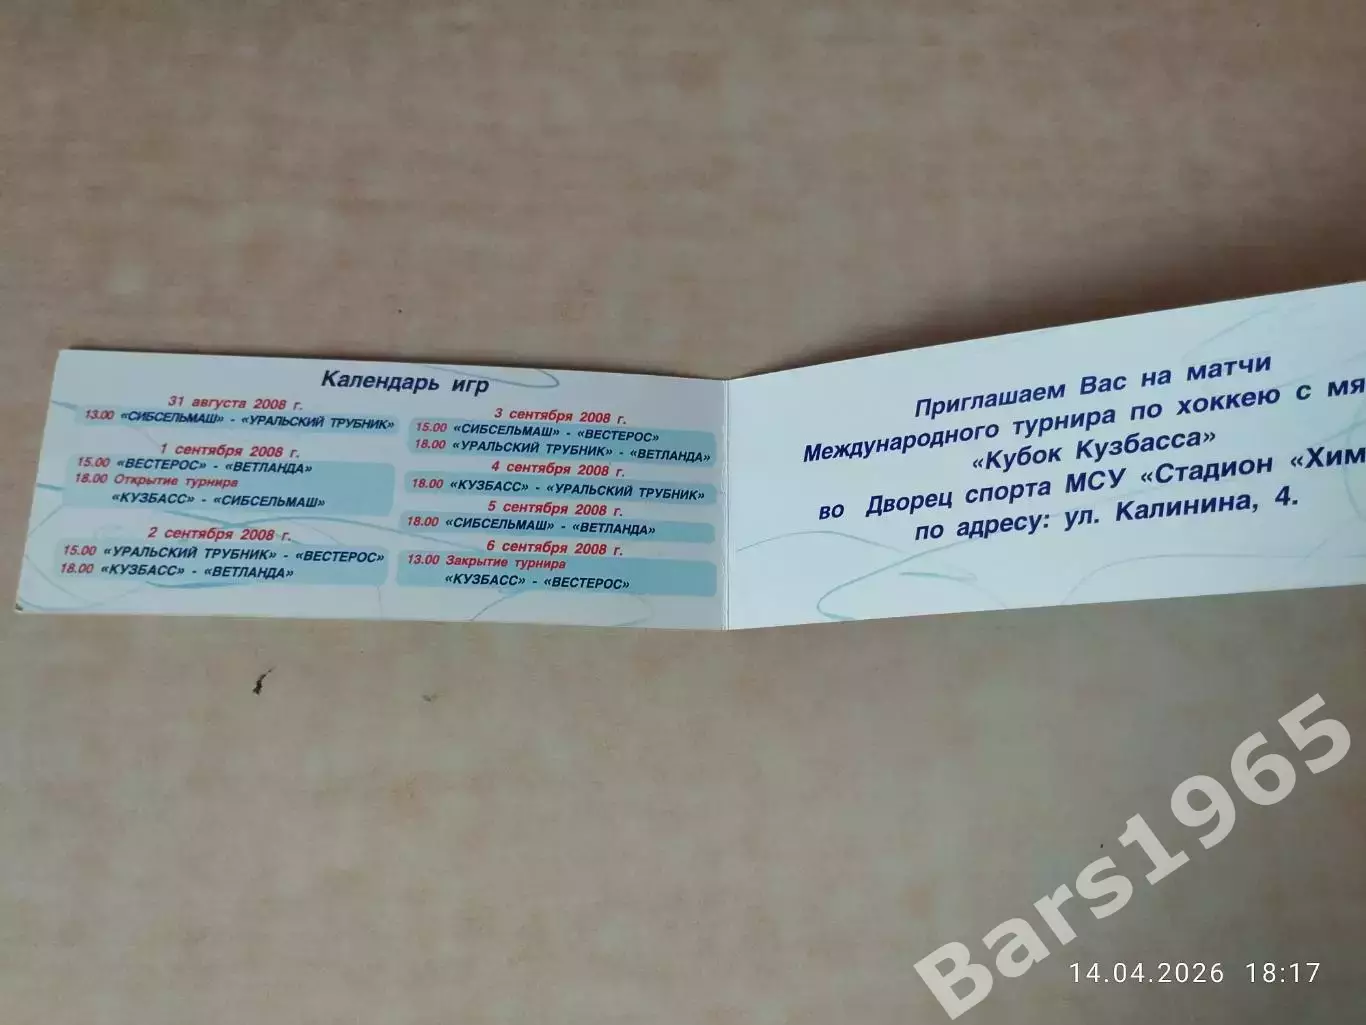 Календарь игр
31 августа 2008 г.
13.00 «СИБСЕЛЬМАШ» - «УРАЛЬСКИЙ ТРУБНИК»
1 сентября 2008 г.
15.00 «ВЕСТЕРОС» - «ВЕТЛАНДА»
18.00 Открытие турнира
«КУЗБАСС» - «СИБСЕЛЬМАШ»
2 сентября 2008 г.
15.00 «УРАЛЬСКИЙ ТРУБНИК» - «ВЕСТЕРОС»
18.00 «КУЗБАСС» - «ВЕТЛАНДА»
3 сентября 2008 г.
15.00 «СИБСЕЛЬМАШ» - «ВЕСТЕРОС»
18.00 «УРАЛЬСКИЙ ТРУБНИК» - «ВЕТЛАНДА»
4 сентября 2008 г.
18.00 «КУЗБАСС» - «УРАЛЬСКИЙ ТРУБНИК»
5 сентября 2008 г.
18.00 «СИБСЕЛЬМАШ» - «ВЕТЛАНДА»
6 сентября 2008 г.
13.00 Закрытие турнира
«КУЗБАСС» - «ВЕСТЕРОС»
Приглашаем Вас на матчи
Международного турнира по хоккею с мя
«Кубок Кузбасса»
во Дворец спорта МСУ «Стадион «Хим
по адресу: ул. Калинина, 4.
Bars1965
14.04.2026 18:17